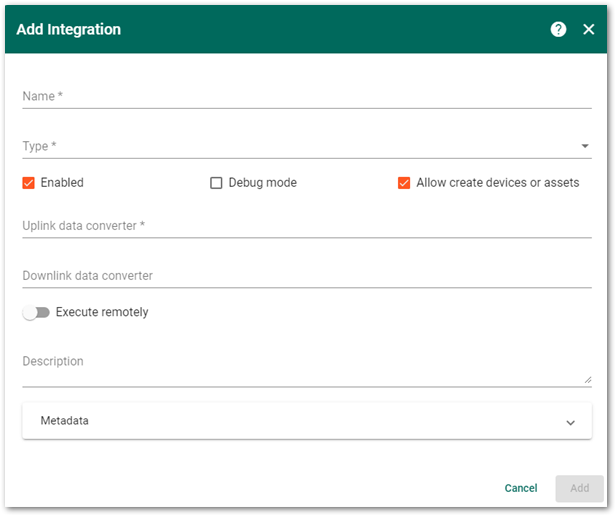 Add Integration
Name *
Type *
Enabled Debug mode Allow create devices or assets
Uplink data converter *
Downlink data converter
Execute remotely
Description
Metadata
Cancel Add